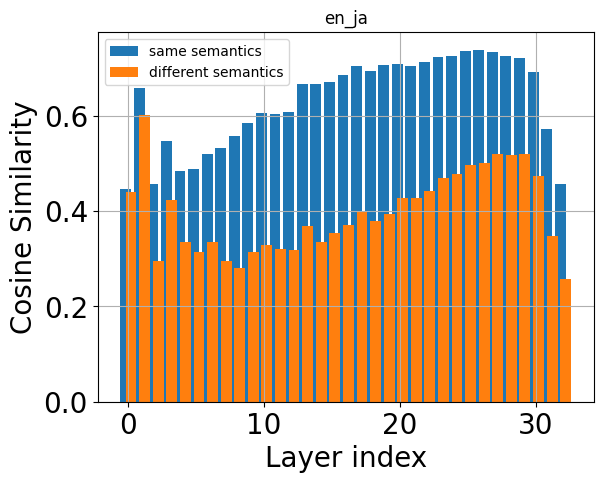 en_ja
same semantics
different semantics
Cosine Similarity
0.6
0.4
0.2
0.0
0 10 20 30
Layer index